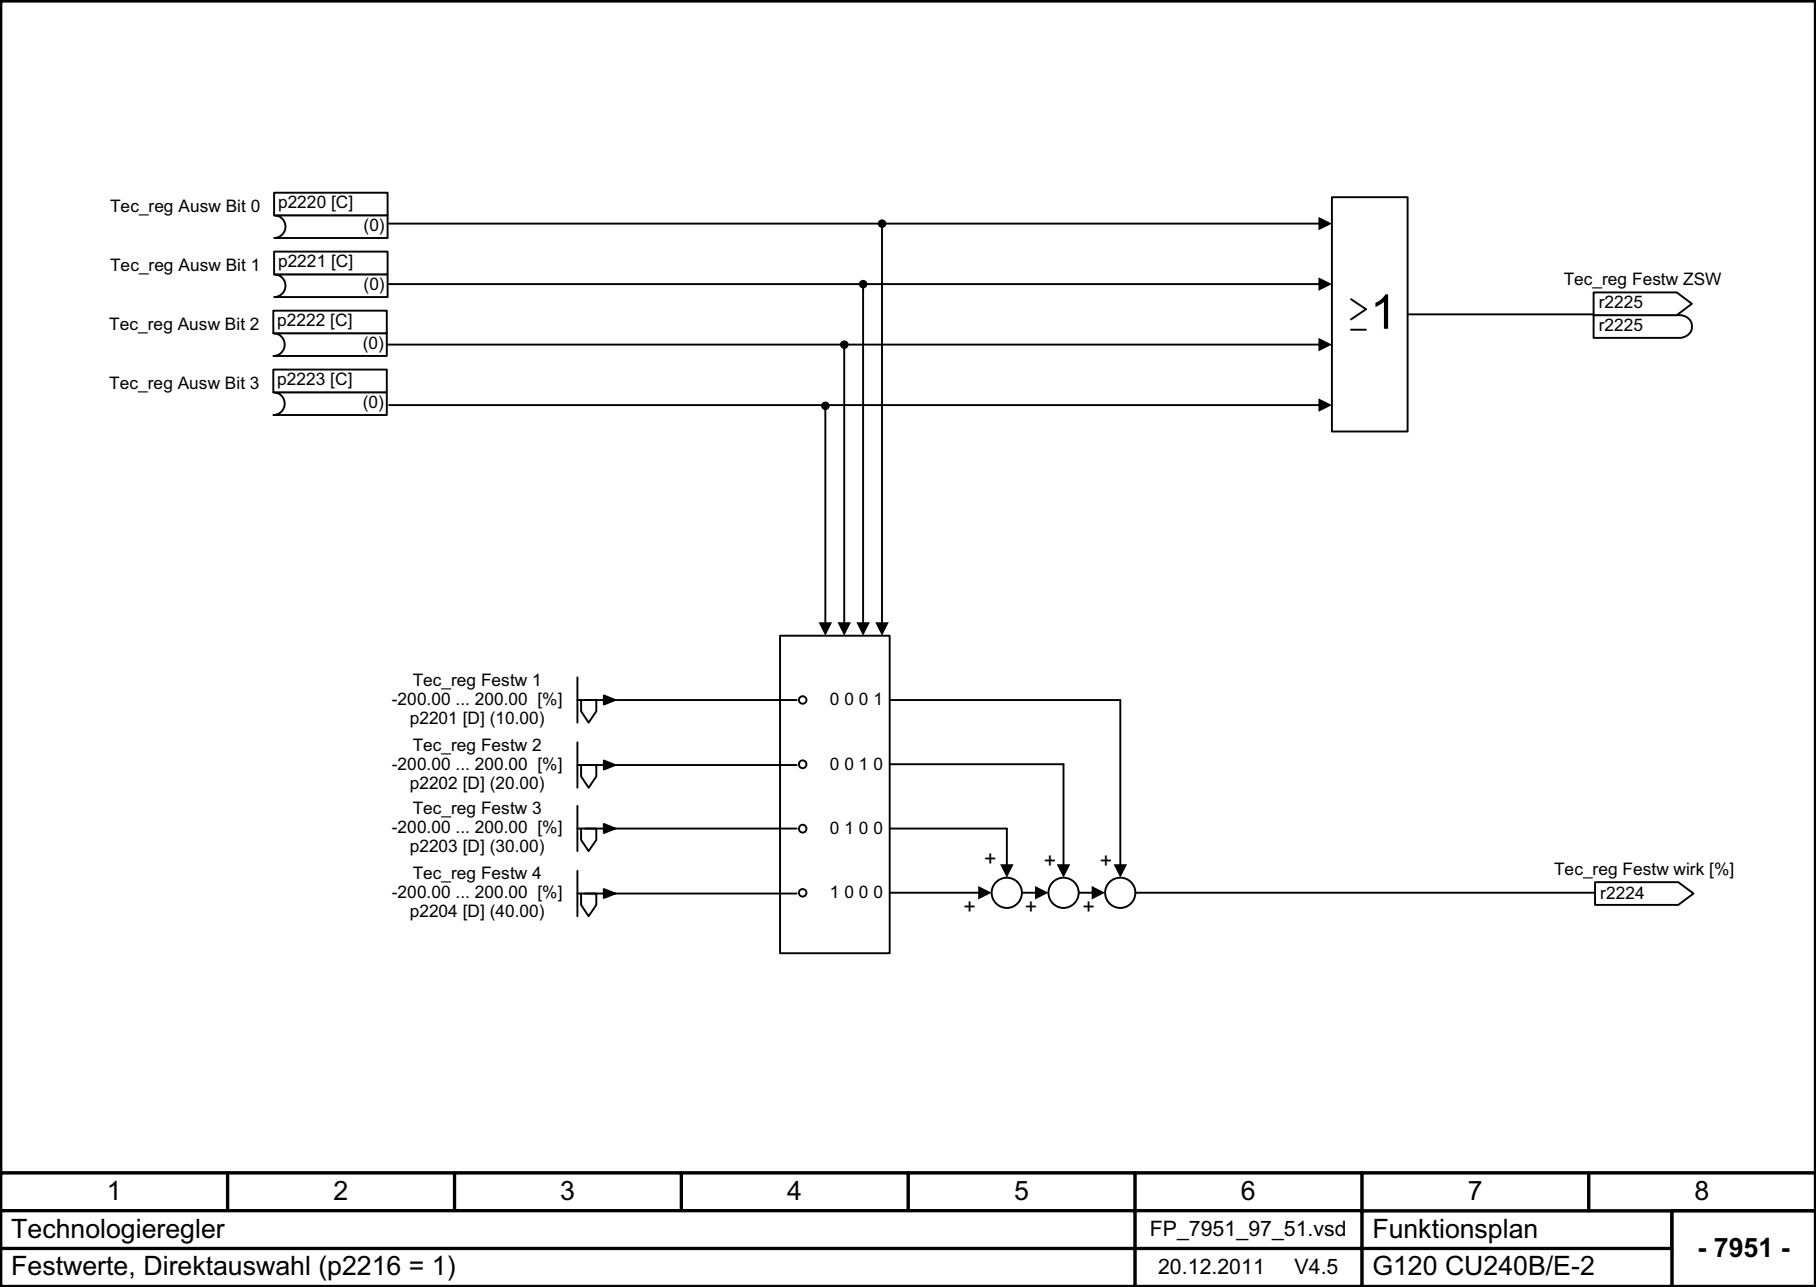 Tec_reg Ausw Bit 0
p2220 [C]
(0)
Tec_reg Ausw Bit 1
p2221 [C]
(0)
Tec_reg Ausw Bit 2
p2222 [C]
(0)
Tec_reg Ausw Bit 3
p2223 [C]
(0)
≥1
Tec_reg Festw ZSW
r2225
r2225
Tec_reg Festw 1
-200.00 ... 200.00 [%]
p2201 [D] (10.00)
0 0 0 1
Tec_reg Festw 2
-200.00 ... 200.00 [%]
p2202 [D] (20.00)
0 0 1 0
Tec_reg Festw 3
-200.00 ... 200.00 [%]
p2203 [D] (30.00)
0 1 0 0
Tec_reg Festw 4
-200.00 ... 200.00 [%]
p2204 [D] (40.00)
1 0 0 0
+ + +
+ + +
Tec_reg Festw wirk [%]
r2224
1 2 3 4 5 6 7 8
Technologieregler
FP_7951_97_51.vsd
Funktionsplan
- 7951 -
Festwerte, Direktauswahl (p2216 = 1)
20.12.2011 V4.5
G120 CU240B/E-2